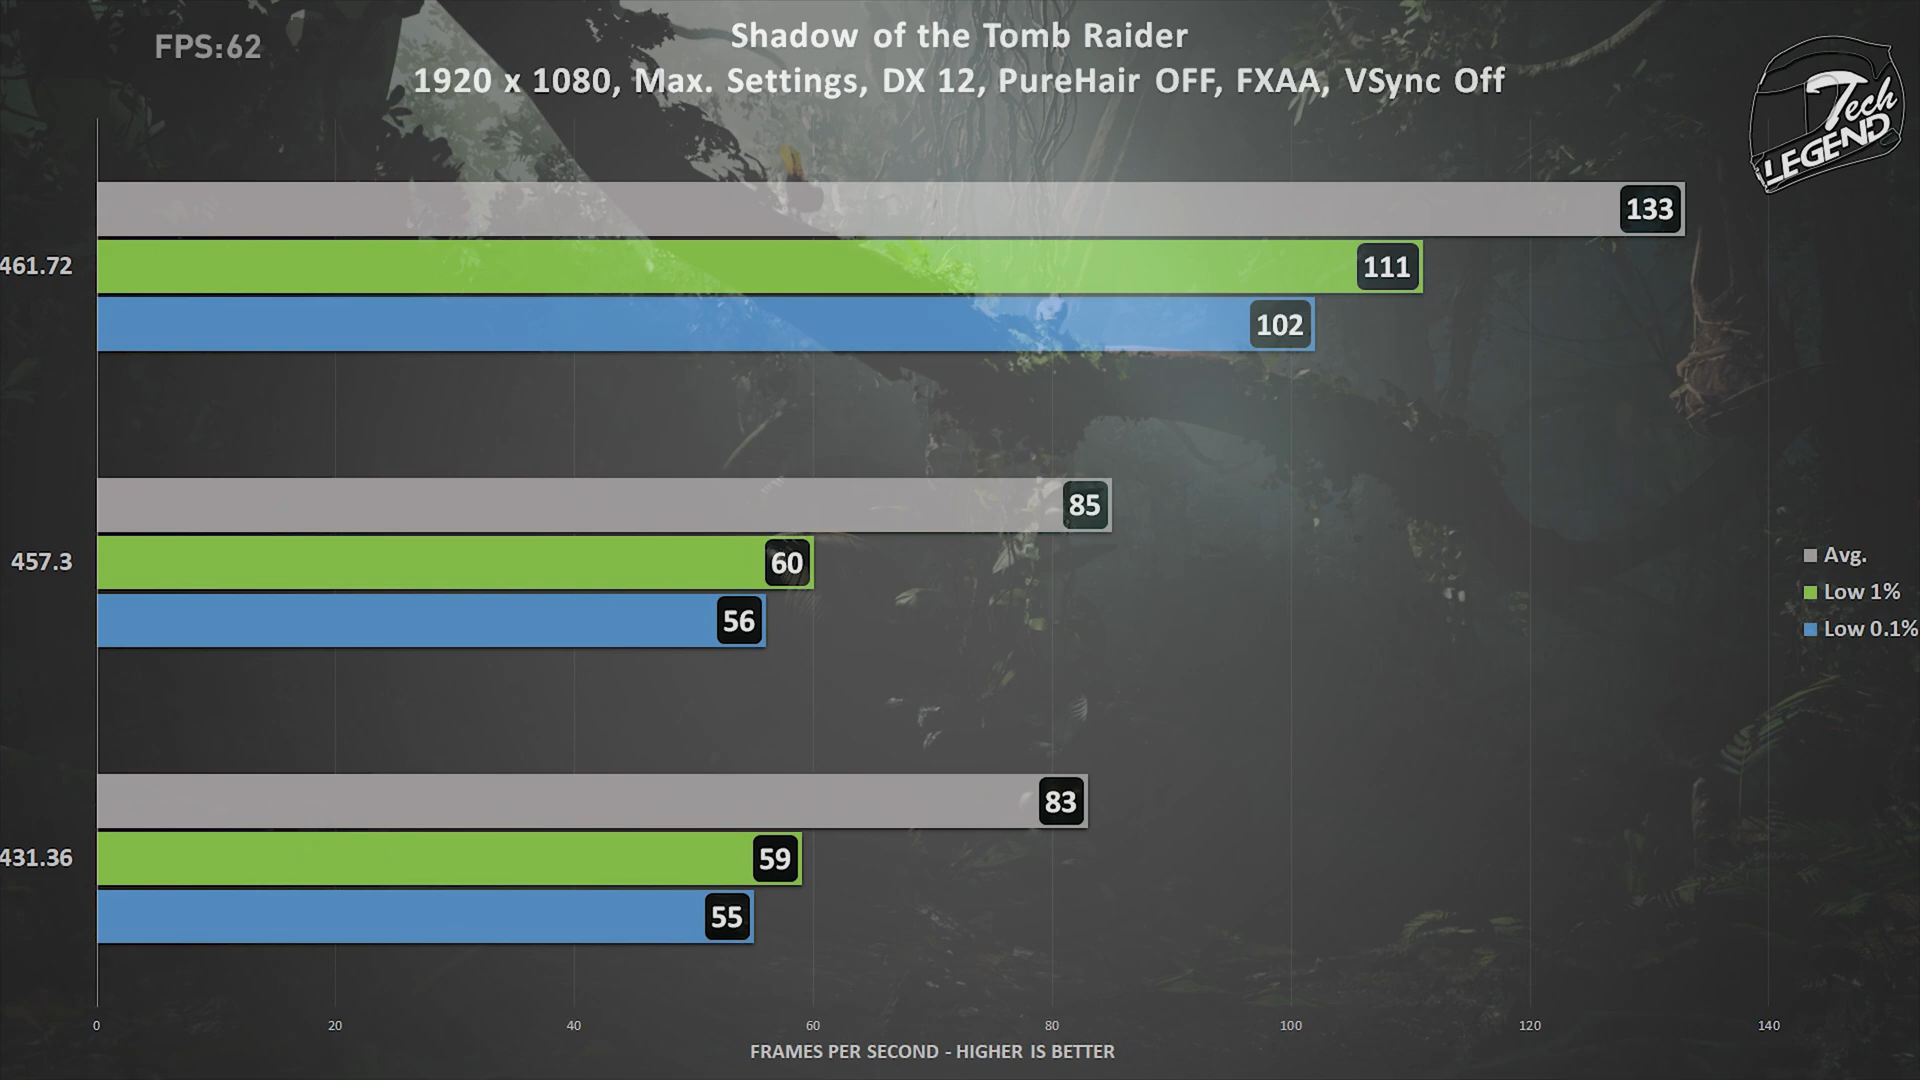 FPS:62
Shadow of the Tomb Raider
1920 x 1080, Max. Settings, DX 12, PureHair OFF, FXAA, VSync Off
Tech
LEGEND
133
461.72
111
102
85
457.3
60
56
Avg.
Low 1%
Low 0.1%
83
431.36
59
55
0 20 40 60 80 100 120 140
FRAMES PER SECOND - HIGHER IS BETTER